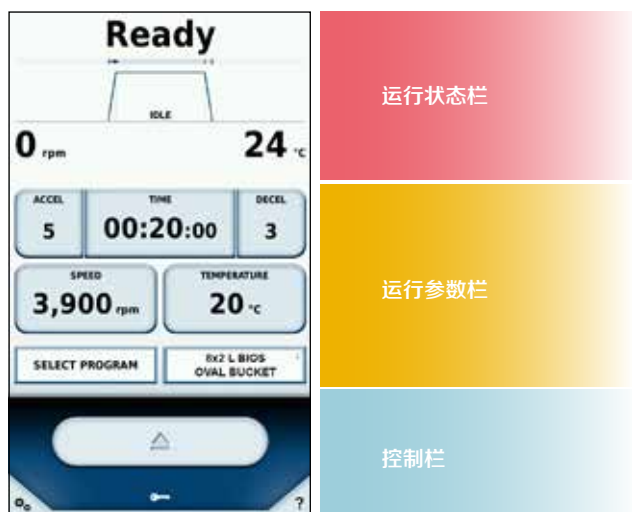 Ready
IDLE
0 rpm
24 °C
ACCEL
TIME
DECEL
5
00:20:00
3
SPEED
TEMPERATURE
3,900 rpm
20 °C
SELECT PROGRAM
8x2 L BIOS
OVAL BUCKET
?
运行状态栏
运行参数栏
控制栏